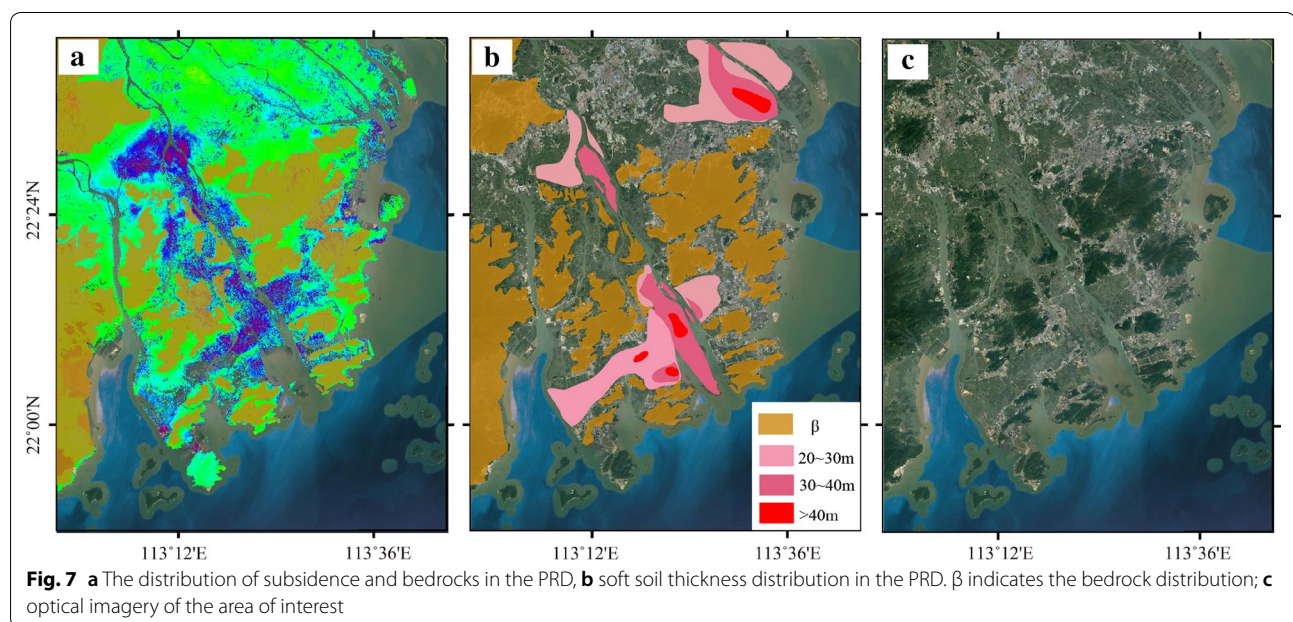 a
b
c
22°24'N
22°00'N
β
20~30m
30~40m
>40m
113°12'E
113°36'E
113°12'E
113°36'E
113°12'E
113°36'E
Fig. 7 a The distribution of subsidence and bedrocks in the PRD, b soft soil thickness distribution in the PRD. β indicates the bedrock distribution; c
optical imagery of the area of interest